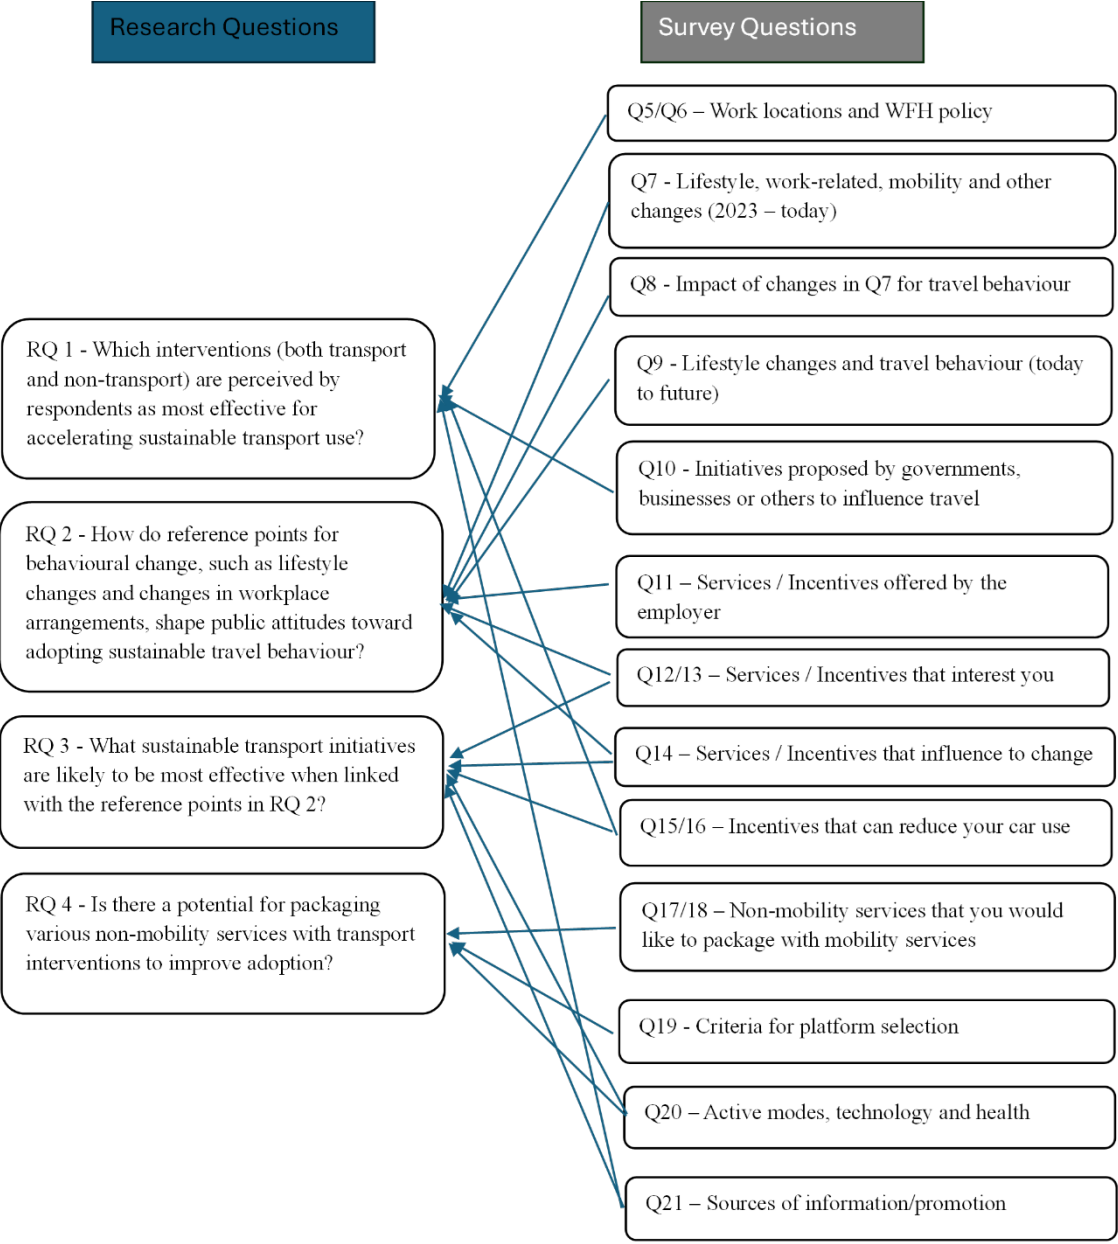 Research Questions
Survey Questions
Q5/Q6 – Work locations and WFH policy
Q7 - Lifestyle, work-related, mobility and other
changes (2023 – today)
Q8 - Impact of changes in Q7 for travel behaviour
Q9 - Lifestyle changes and travel behaviour (today
to future)
Q10 - Initiatives proposed by governments,
businesses or others to influence travel
Q11 – Services / Incentives offered by the
employer
Q12/13 – Services / Incentives that interest you
Q14 – Services / Incentives that influence to change
Q15/16 – Incentives that can reduce your car use
Q17/18 – Non-mobility services that you would
like to package with mobility services
Q19 - Criteria for platform selection
Q20 – Active modes, technology and health
Q21 – Sources of information/promotion
RQ 1 - Which interventions (both transport
and non-transport) are perceived by
respondents as most effective for
accelerating sustainable transport use?
RQ 2 - How do reference points for
behavioural change, such as lifestyle
changes and changes in workplace
arrangements, shape public attitudes toward
adopting sustainable travel behaviour?
RQ 3 - What sustainable transport initiatives
are likely to be most effective when linked
with the reference points in RQ 2?
RQ 4 - Is there a potential for packaging
various non-mobility services with transport
interventions to improve adoption?